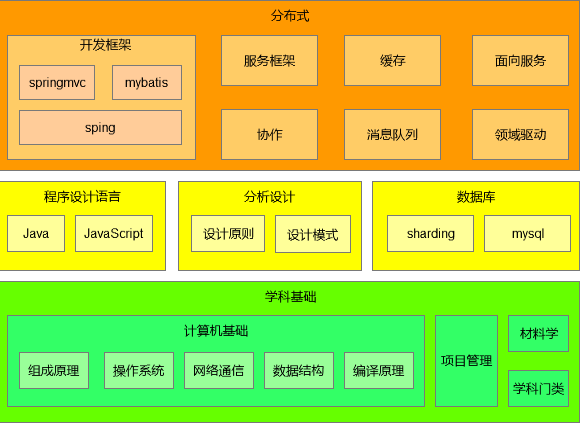 分布式
开发框架
springmvc
mybatis
sping
服务框架
缓存
面向服务
协作
消息队列
领域驱动
程序设计语言
Java
JavaScript
分析设计
设计原则
设计模式
数据库
sharding
mysql
学科基础
计算机基础
组成原理
操作系统
网络通信
数据结构
编译原理
项目管理
材料学
学科门类